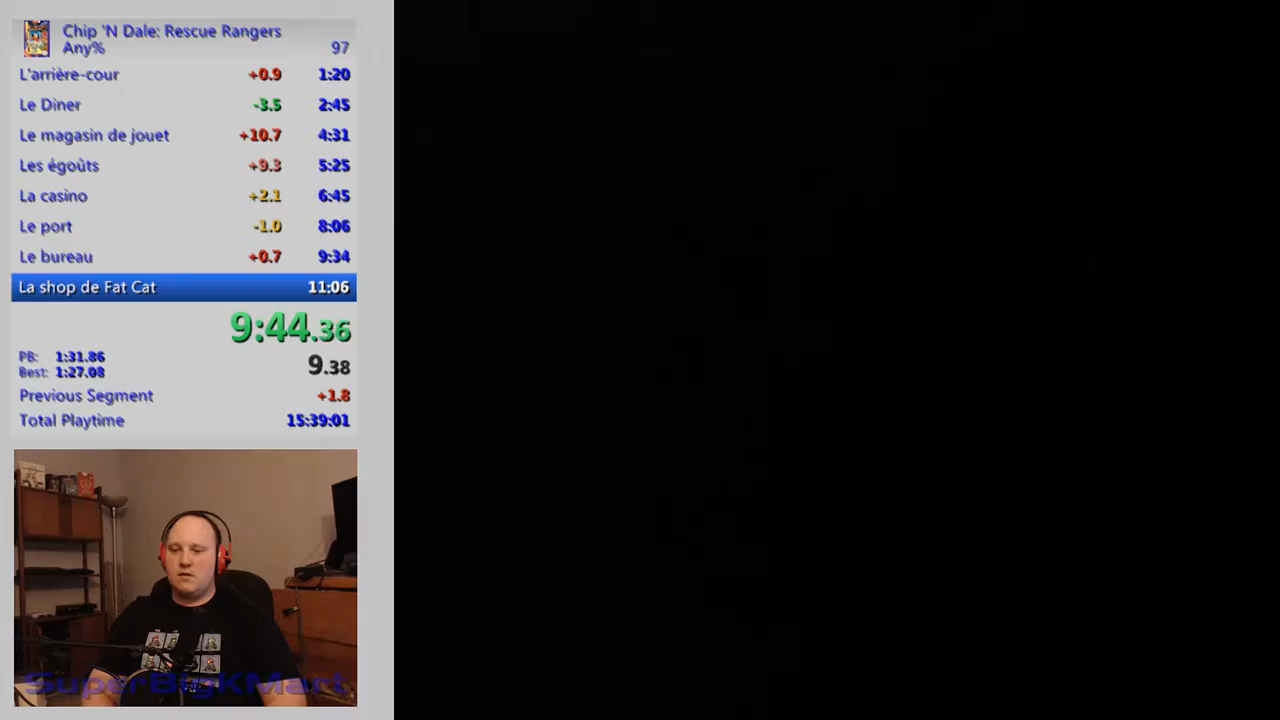 Chip 'N Dale: Rescue Rangers
Any% 97
L'arrière-cour +0.9 1:20
Le Diner -3.5 2:45
Le magasin de jouet +10.7 4:31
Les égoûts +9.3 5:25
La casino +2.1 6:45
Le port -1.0 8:06
Le bureau +0.7 9:34
La shop de Fat Cat 11:06
9:44.36
PB: 1:31.86
Best: 1:27.08
9.38
Previous Segment +1.8
Total Playtime 15:39:01
SuperBigKMart